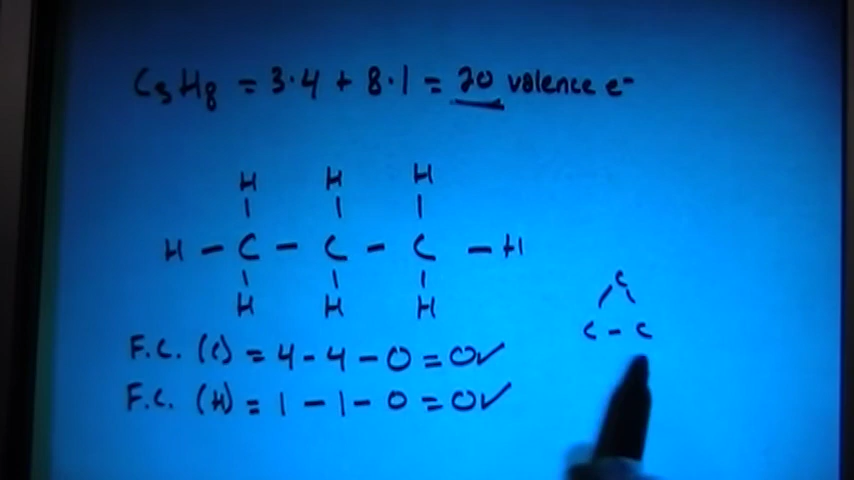 C₃H₈ = 3·4 + 8·1 = 20 valence e⁻
H H H
H - C - C - C - H
H H H
C
C - C
F.C. (C) = 4 - 4 - 0 = 0✓
F.C. (H) = 1 - 1 - 0 = 0✓